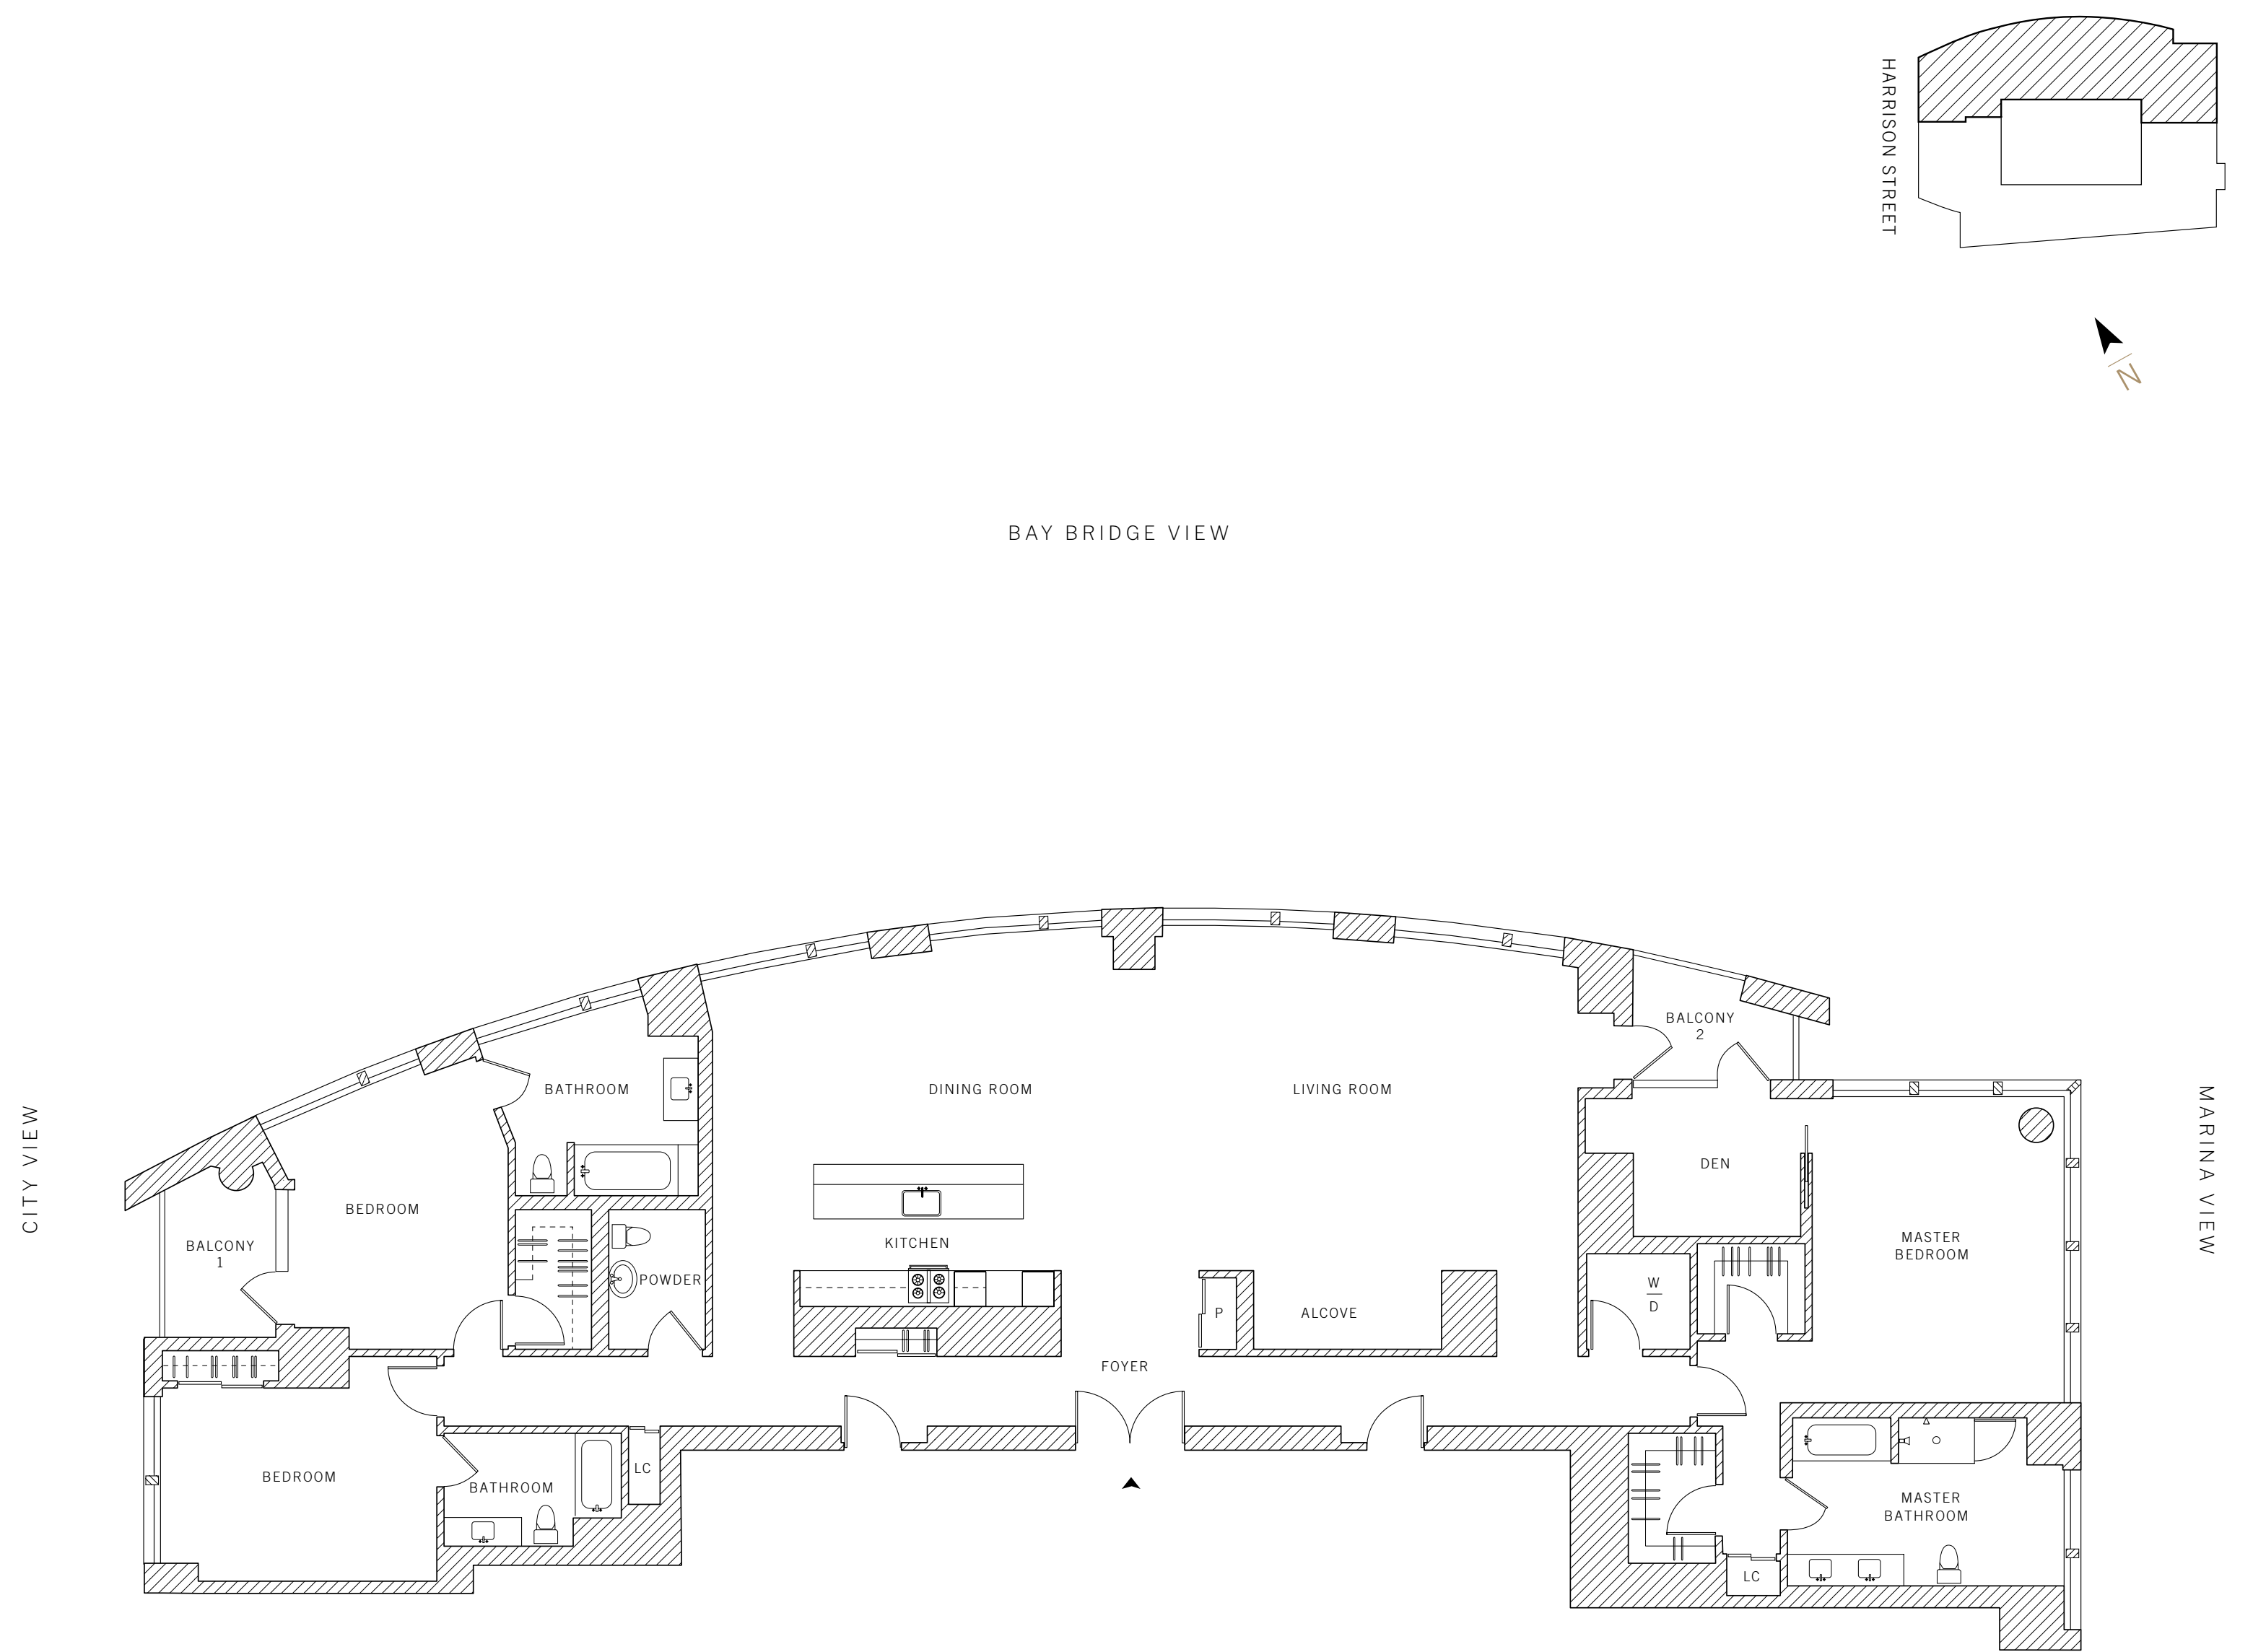 HARRISON STREET
N
BAY BRIDGE VIEW
CITY VIEW
MARINA VIEW
BALCONY
2
BATHROOM
DINING ROOM
LIVING ROOM
DEN
BEDROOM
MASTER
BEDROOM
BALCONY
1
KITCHEN
POWDER
W
D
P
ALCOVE
FOYER
BEDROOM
BATHROOM
LC
MASTER
BATHROOM
LC